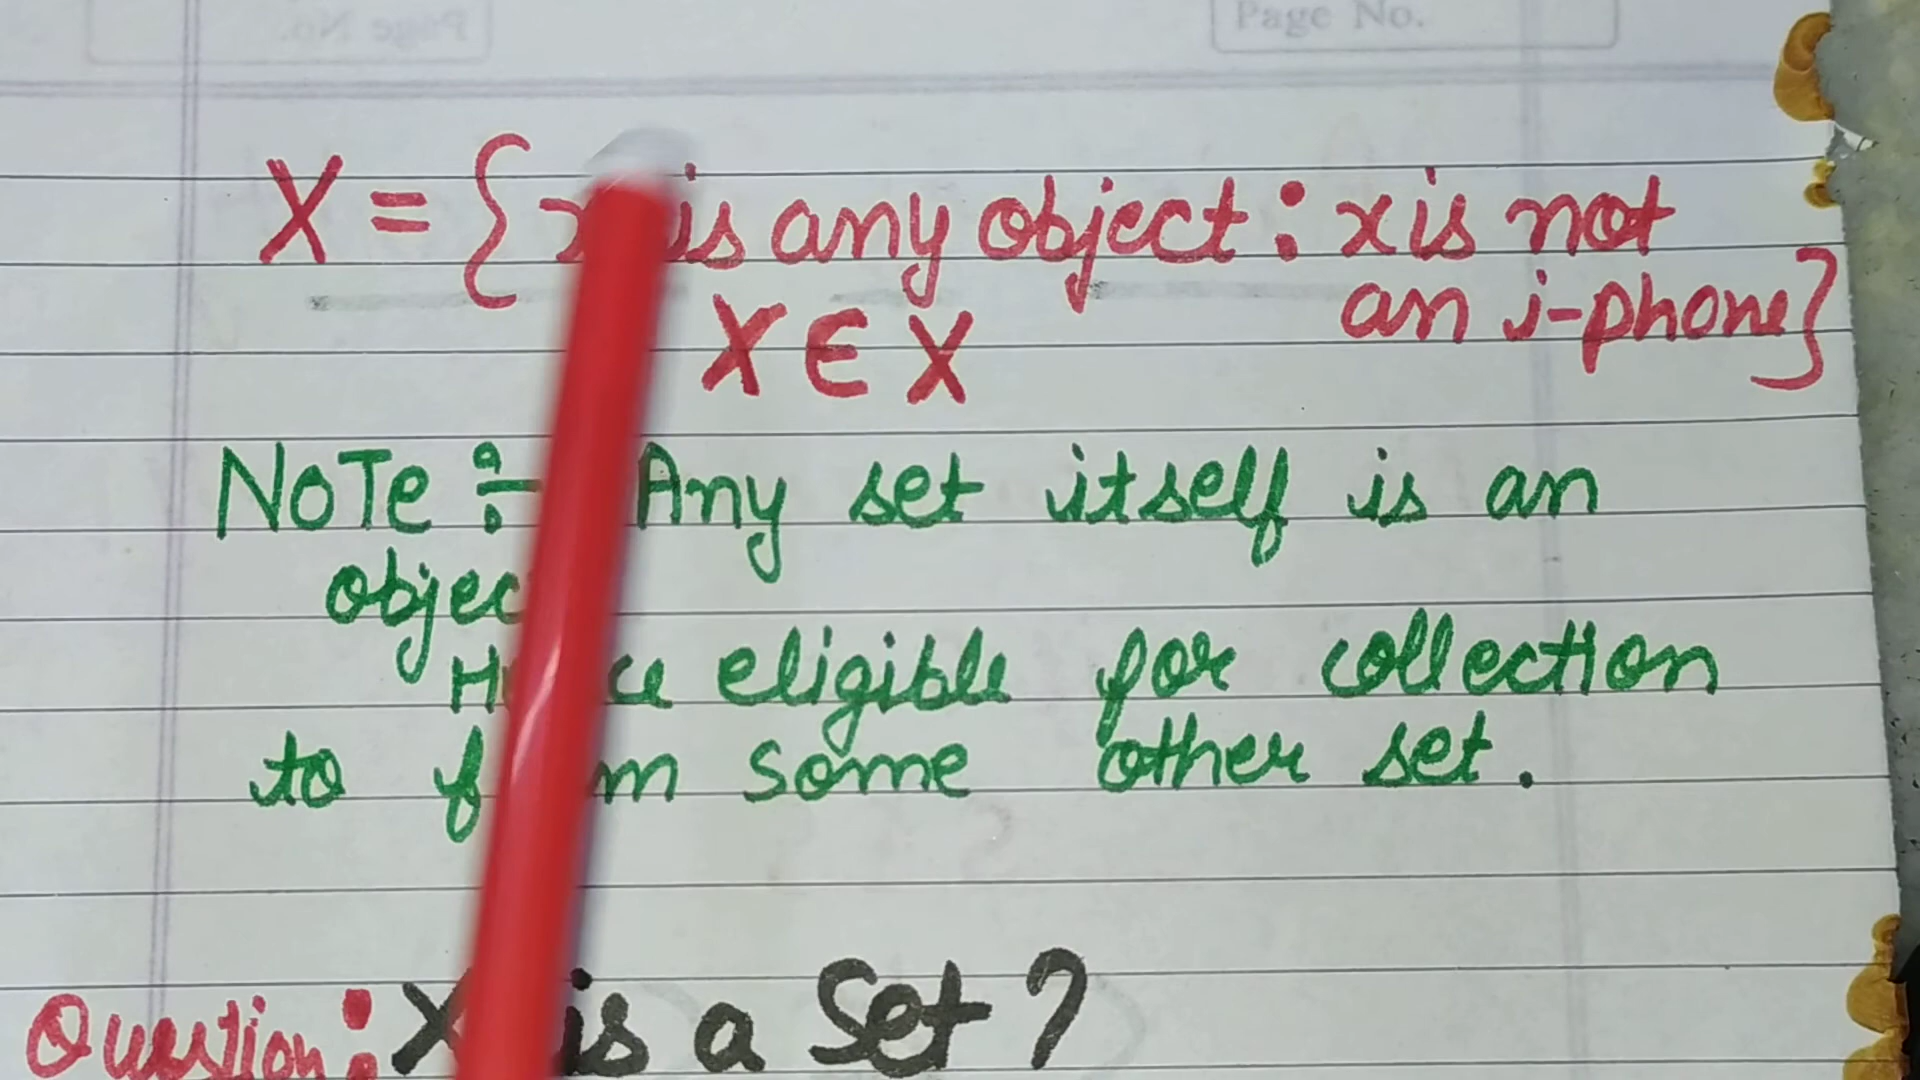 Page No.
X = { x is any object : x is not
an i-phone}
X ∈ X
NoTe ÷ Any set itself is an
objec
eligible for collection
to some other set.
Question: X is a Set ?